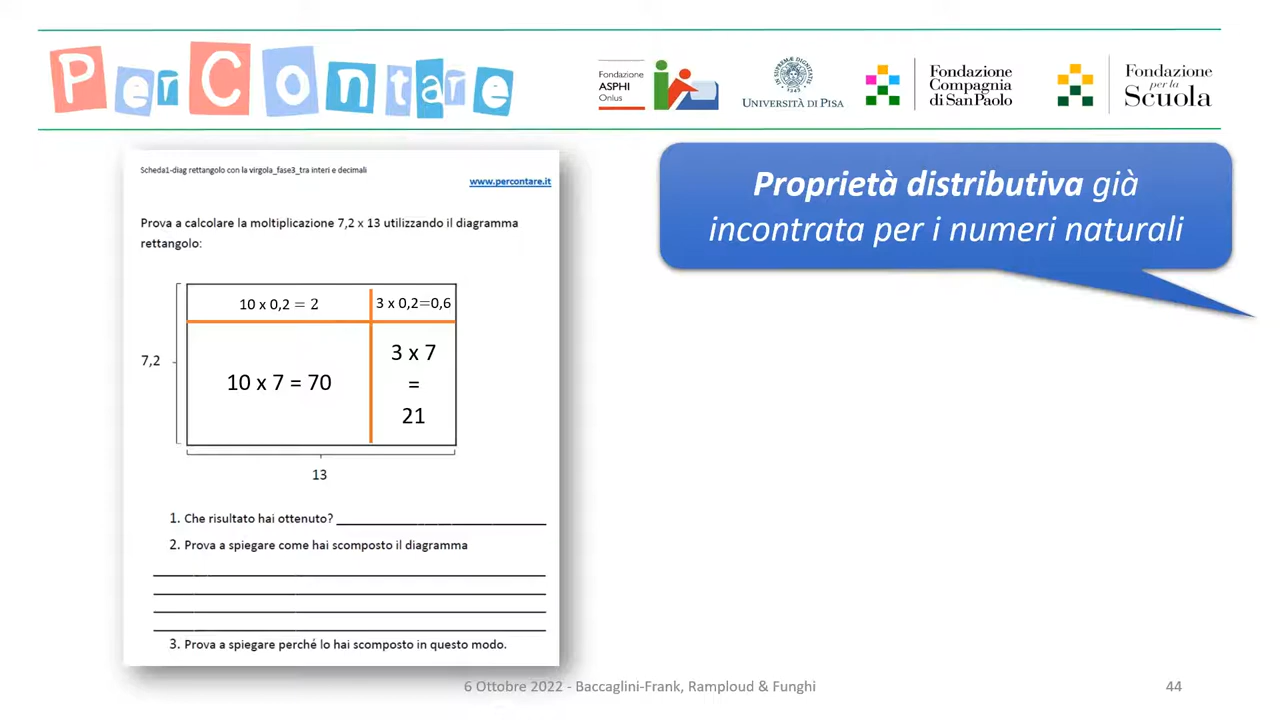 PerContare
Fondazione
ASPHI
Onlus
UNIVERSITÀ DI PISA
Fondazione
Compagnia
di San Paolo
Fondazione
per la
Scuola
Scheda1-diag rettangolo con la virgola_fase3_tra interi e decimali
www.percontare.it
Prova a calcolare la moltiplicazione 7,2 x 13 utilizzando il diagramma
rettangolo:
10 x 0,2 = 2
3 x 0,2=0,6
7,2
10 x 7 = 70
3 x 7
=
21
13
1. Che risultato hai ottenuto?
2. Prova a spiegare come hai scomposto il diagramma
3. Prova a spiegare perché lo hai scomposto in questo modo.
Proprietà distributiva già
incontrata per i numeri naturali
6 Ottobre 2022 - Baccaglini-Frank, Ramploud & Funghi
44